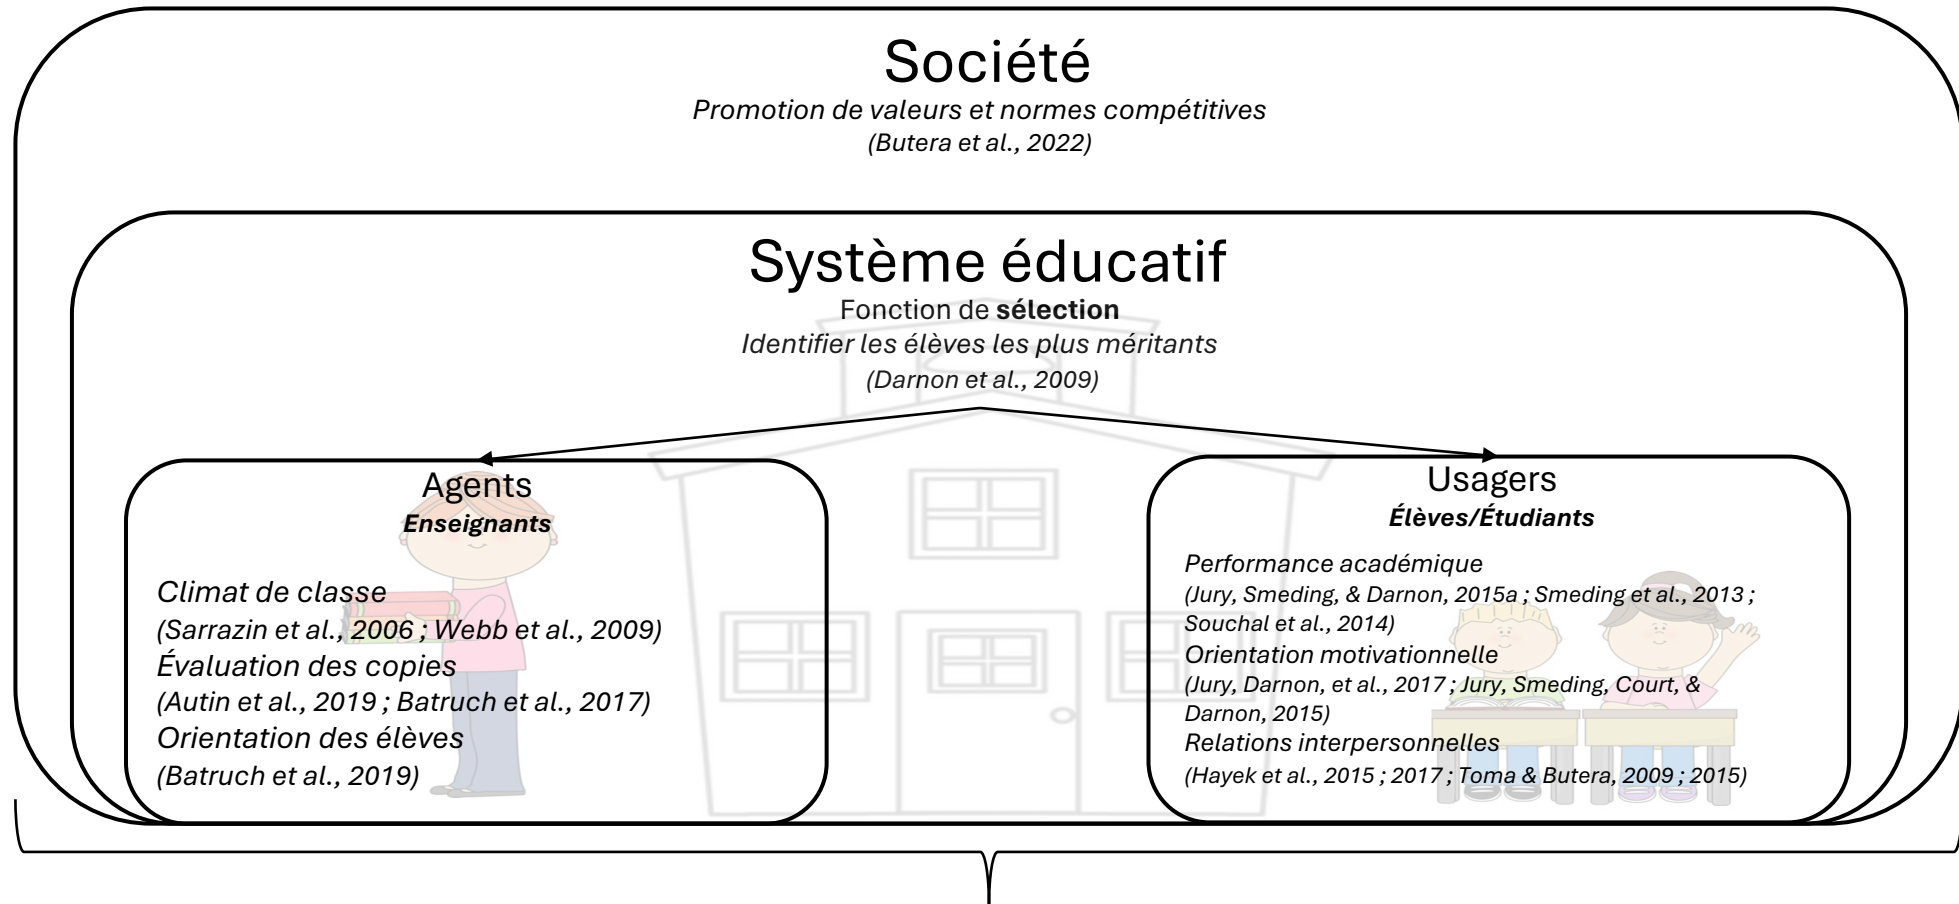 Société
Promotion de valeurs et normes compétitives
(Butera et al., 2022)
Système éducatif
Fonction de sélection
Identifier les élèves les plus méritants
(Darnon et al., 2009)
Agents
Enseignants
Climat de classe
(Sarrazin et al., 2006 ; Webb et al., 2009)
Évaluation des copies
(Autin et al., 2019 ; Batruch et al., 2017)
Orientation des élèves
(Batruch et al., 2019)
Usagers
Élèves/Étudiants
Performance académique
(Jury, Smeding, & Darnon, 2015a ; Smeding et al., 2013 ;
Souchal et al., 2014)
Orientation motivationnelle
(Jury, Darnon, et al., 2017 ; Jury, Smeding, Court, &
Darnon, 2015)
Relations interpersonnelles
(Hayek et al., 2015 ; 2017 ; Toma & Butera, 2009 ; 2015)